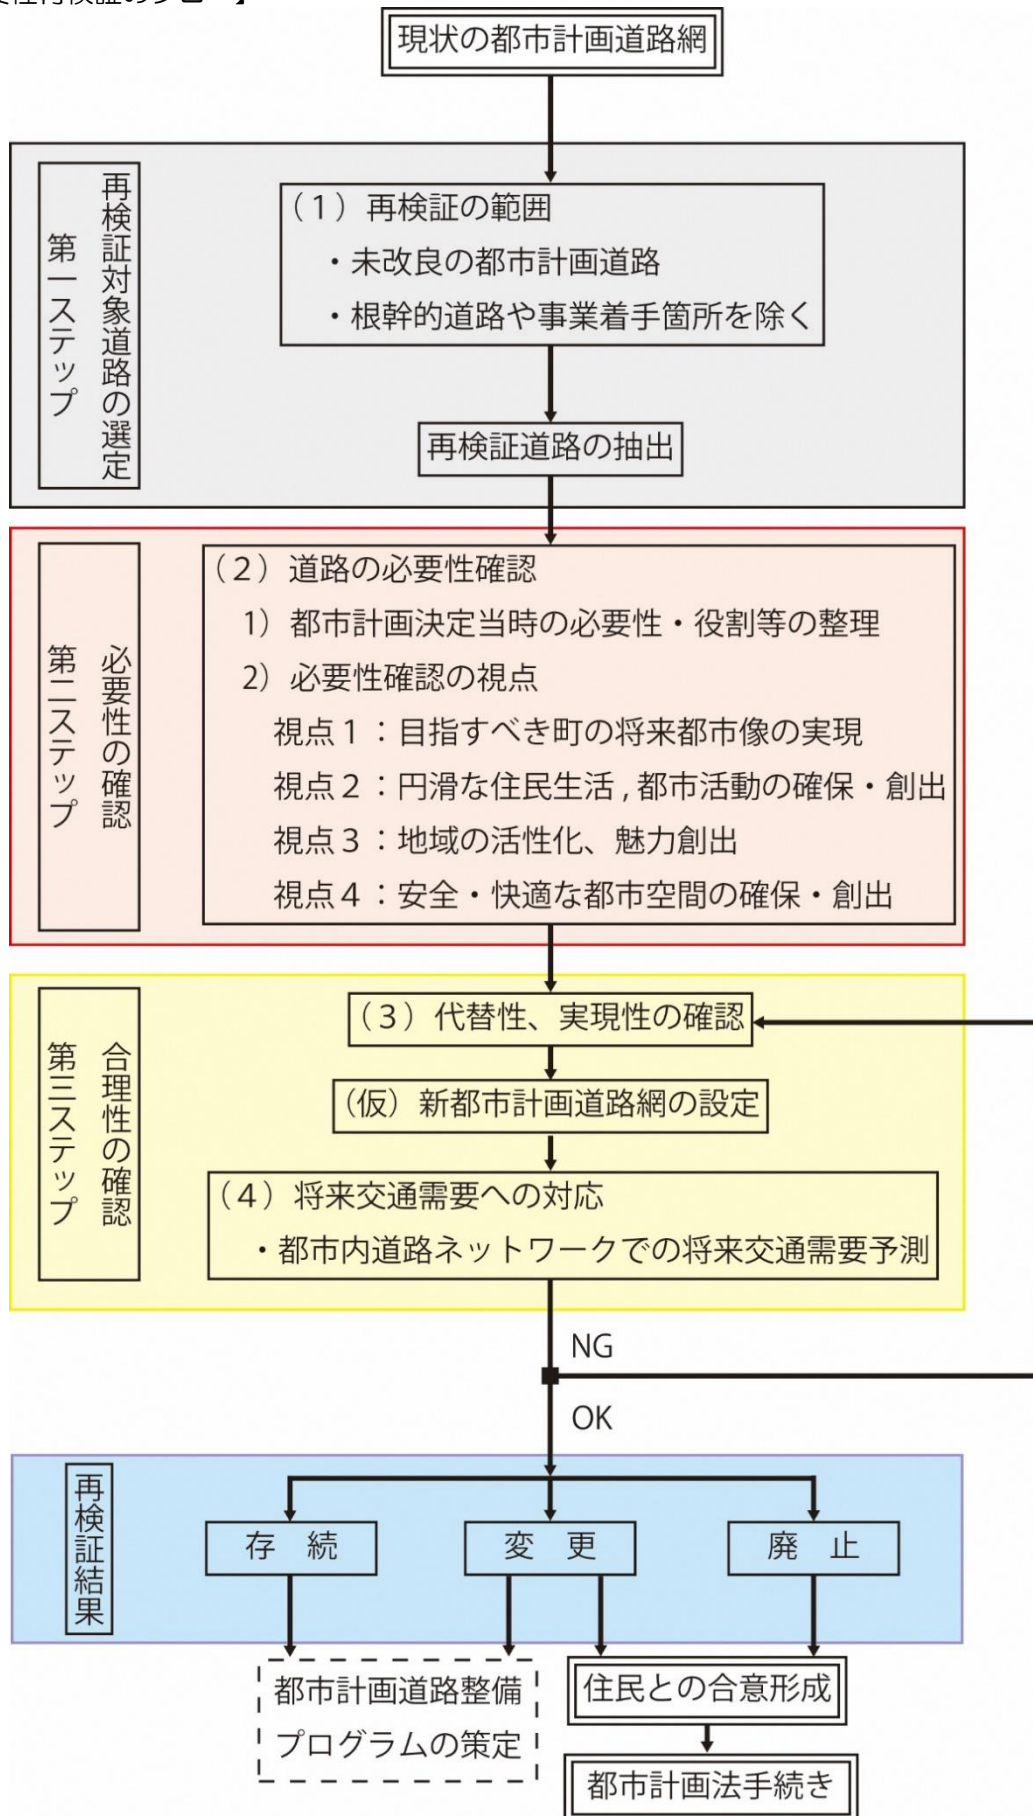 現状の都市計画道路網
再検証対象道路の選定
第一ステップ
（１）再検証の範囲
・未改良の都市計画道路
・根幹的道路や事業着手箇所を除く
再検証道路の抽出
必要性の確認
第二ステップ
（２）道路の必要性確認
1）都市計画決定当時の必要性・役割等の整理
2）必要性確認の視点
視点１：目指すべき町の将来都市像の実現
視点２：円滑な住民生活，都市活動の確保・創出
視点３：地域の活性化、魅力創出
視点４：安全・快適な都市空間の確保・創出
合理性の確認
第三ステップ
（３）代替性、実現性の確認
（仮）新都市計画道路網の設定
（４）将来交通需要への対応
・都市内道路ネットワークでの将来交通需要予測
NG
OK
再検証結果
存　続
変　更
廃　止
都市計画道路整備
プログラムの策定
住民との合意形成
都市計画法手続き